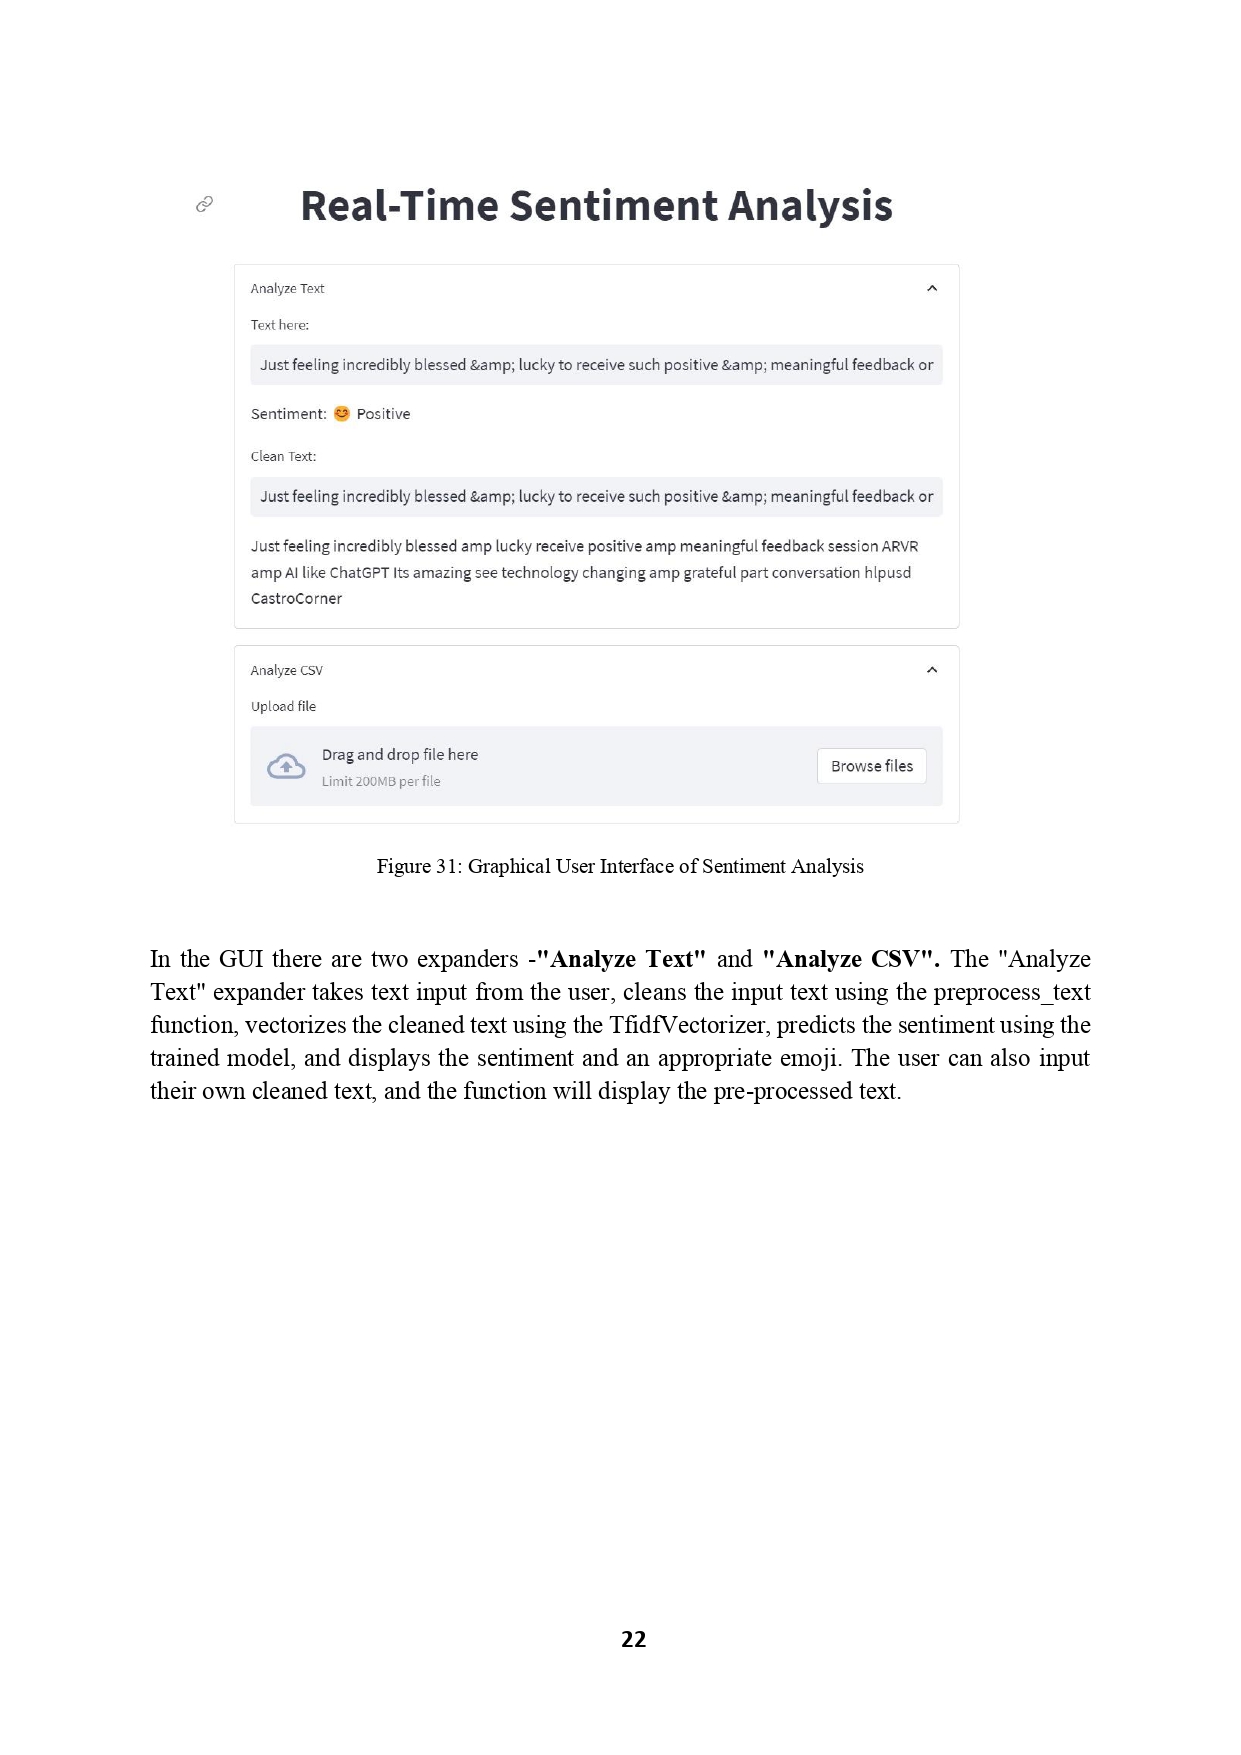 Real-Time Sentiment Analysis
Analyze Text
Text here:
Just feeling incredibly blessed &amp; lucky to receive such positive &amp; meaningful feedback or
Sentiment: 😊 Positive
Clean Text:
Just feeling incredibly blessed &amp; lucky to receive such positive &amp; meaningful feedback or
Just feeling incredibly blessed amp lucky receive positive amp meaningful feedback session ARVR
amp AI like ChatGPT Its amazing see technology changing amp grateful part conversation hlpusd
CastroCorner
Analyze CSV
Upload file
Drag and drop file here
Limit 200MB per file
Browse files
Figure 31: Graphical User Interface of Sentiment Analysis
In the GUI there are two expanders -"Analyze Text" and "Analyze CSV". The "Analyze
Text" expander takes text input from the user, cleans the input text using the preprocess_text
function, vectorizes the cleaned text using the TfidfVectorizer, predicts the sentiment using the
trained model, and displays the sentiment and an appropriate emoji. The user can also input
their own cleaned text, and the function will display the pre-processed text.
22